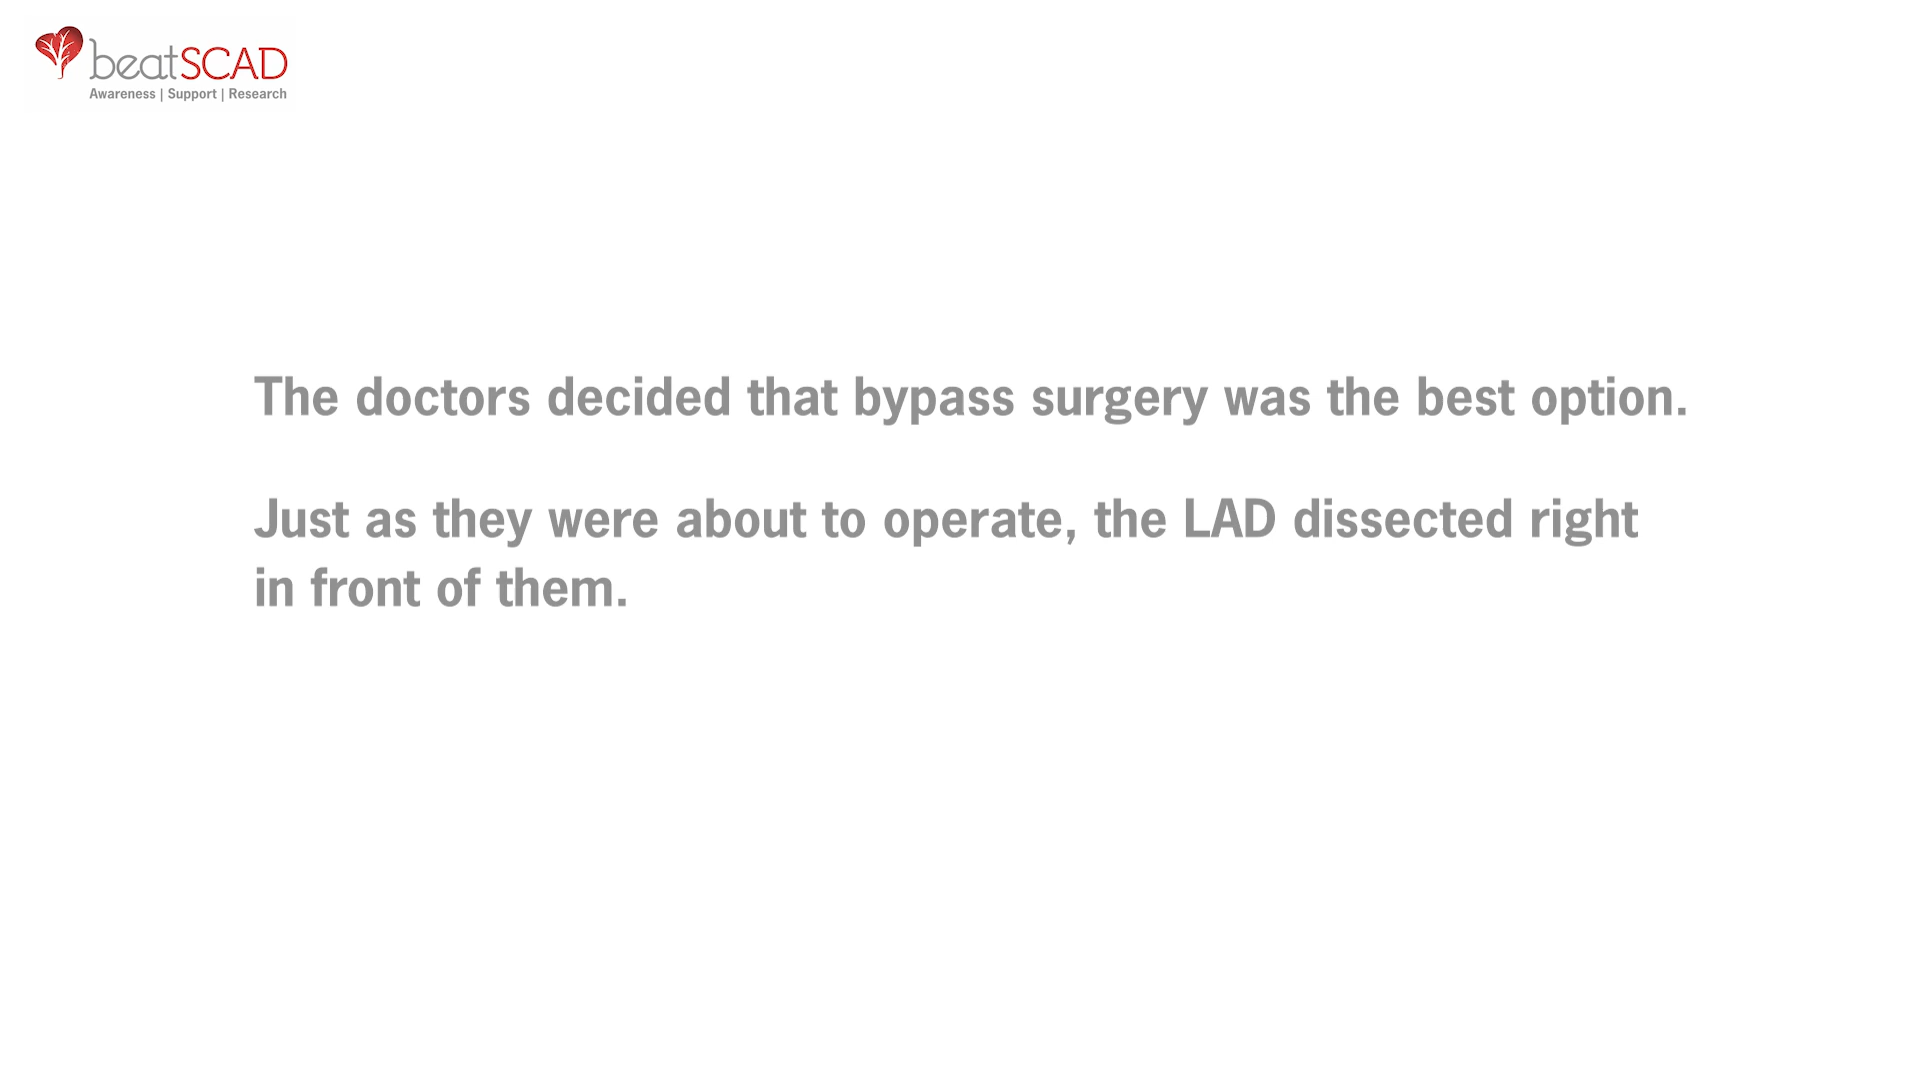 beatSCAD
Awareness | Support | Research
The doctors decided that bypass surgery was the best option.
Just as they were about to operate, the LAD dissected right
in front of them.